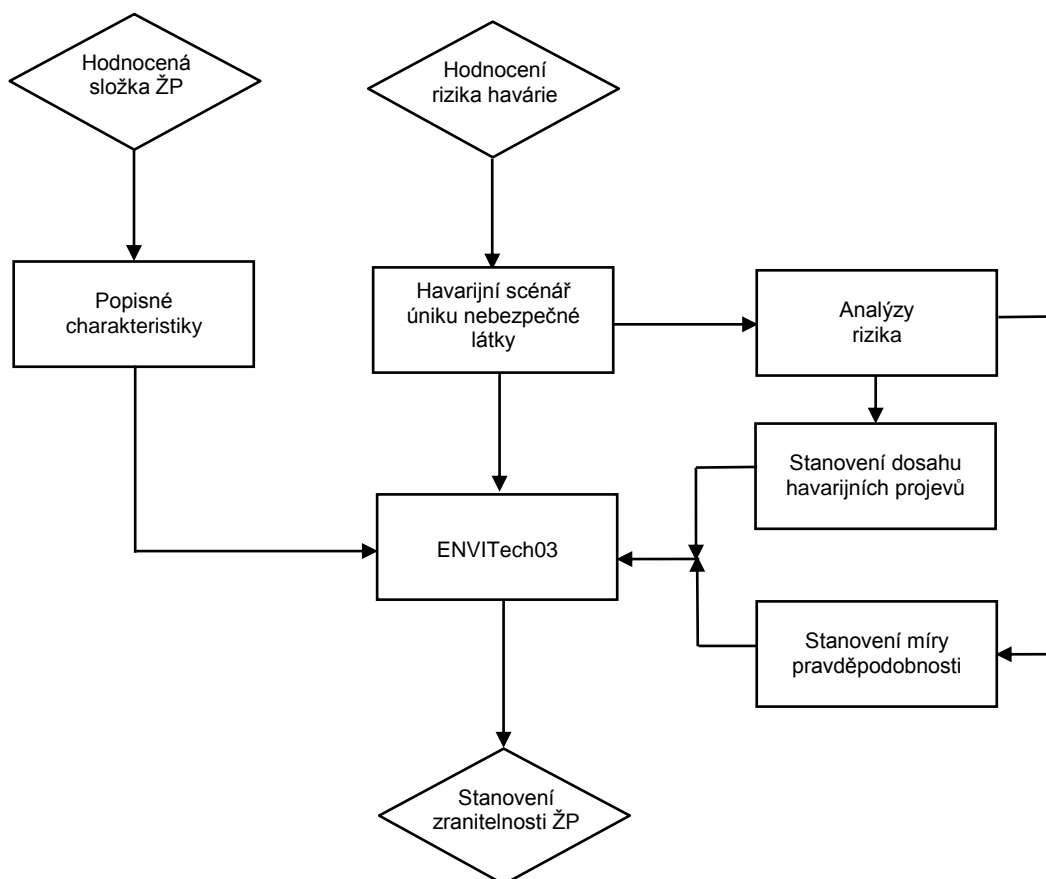 Hodnocená
složka ŽP
Hodnocení
rizika havárie
Popisné
charakteristiky
Havarijní scénář
úniku nebezpečné
látky
Analýzy
rizika
Stanovení dosahu
havarijních projevů
ENVITech03
Stanovení míry
pravděpodobnosti
Stanovení
zranitelnosti ŽP